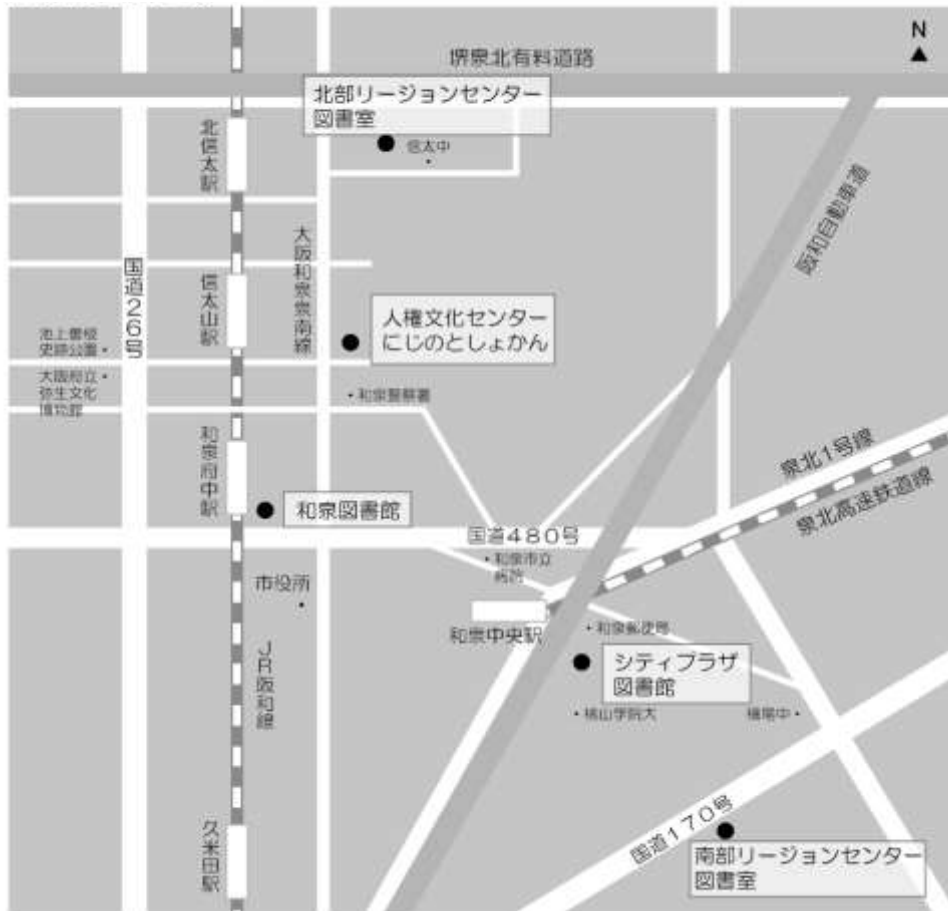 N
堺泉北有料道路
北部リージョンセンター
図書室
北信太駅
信太中
阪和自動車道
大阪和泉泉南線
国道26号
信太山駅
人権文化センター
にじのとしょかん
池上曽根
史跡公園
大阪府立
弥生文化
博物館
和泉警察署
和泉府中駅
泉北1号線
泉北高速鉄道線
和泉図書館
国道480号
和泉市立
病院
市役所
和泉中央駅
和泉郵便局
シティプラザ
図書館
JR阪和線
桃山学院大
槇尾中
国道170号
久米田駅
南部リージョンセンター
図書室